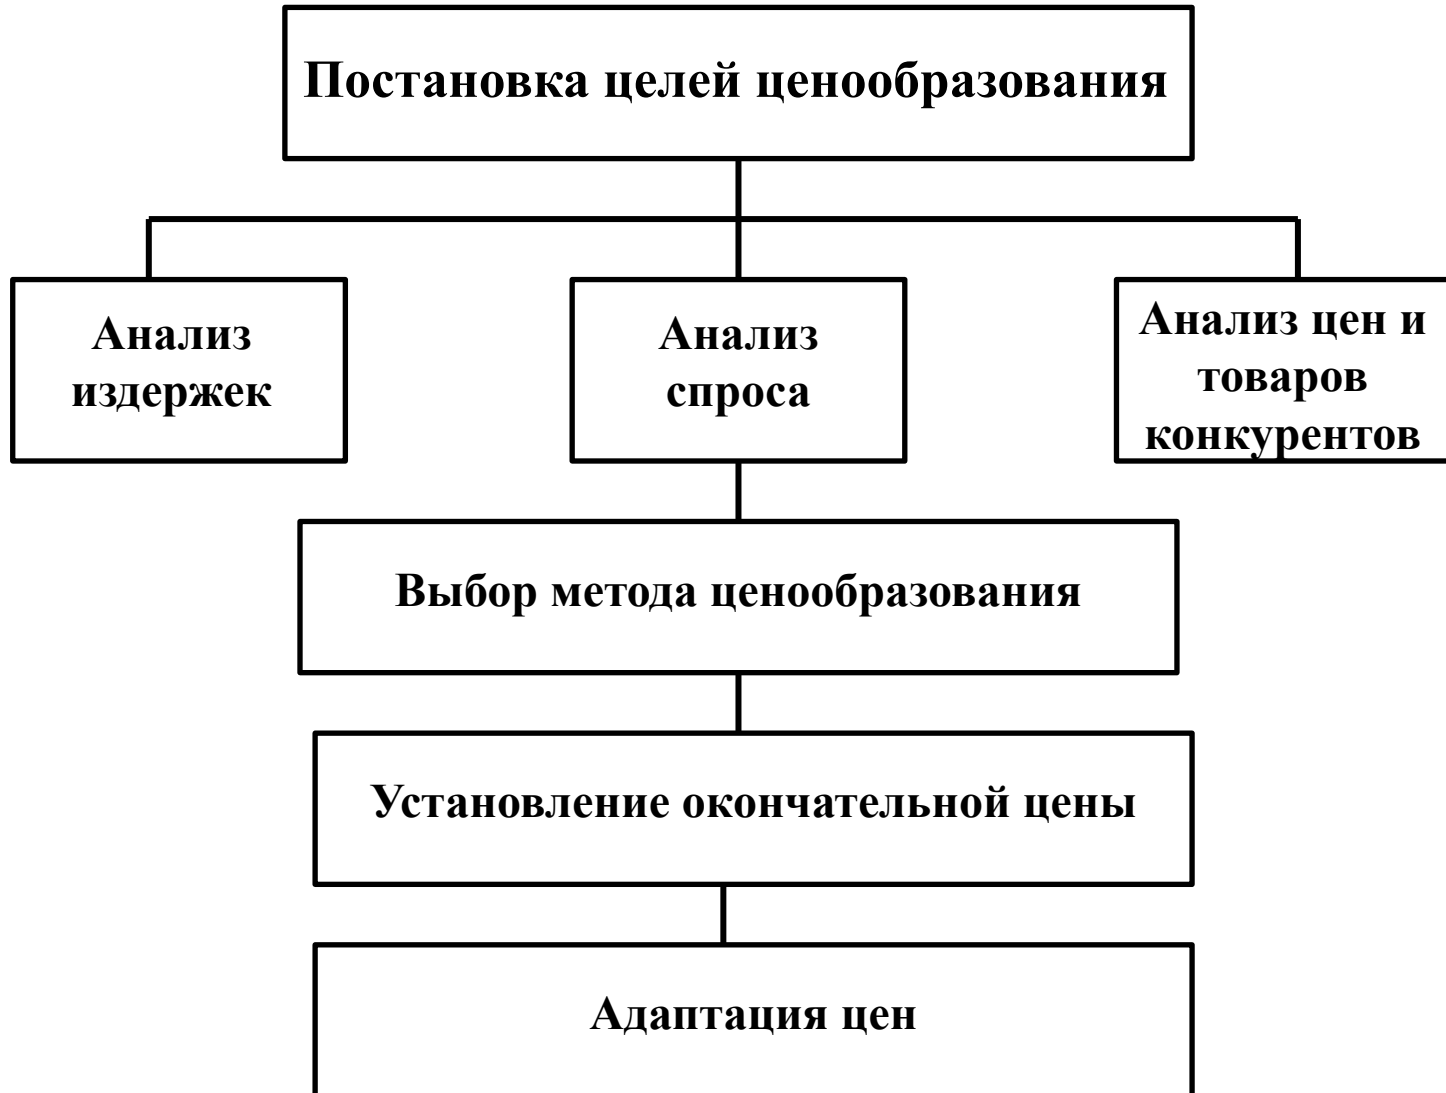 Постановка целей ценообразования
Анализ
издержек
Анализ
спроса
Анализ цен и
товаров
конкурентов
Выбор метода ценообразования
Установление окончательной цены
Адаптация цен